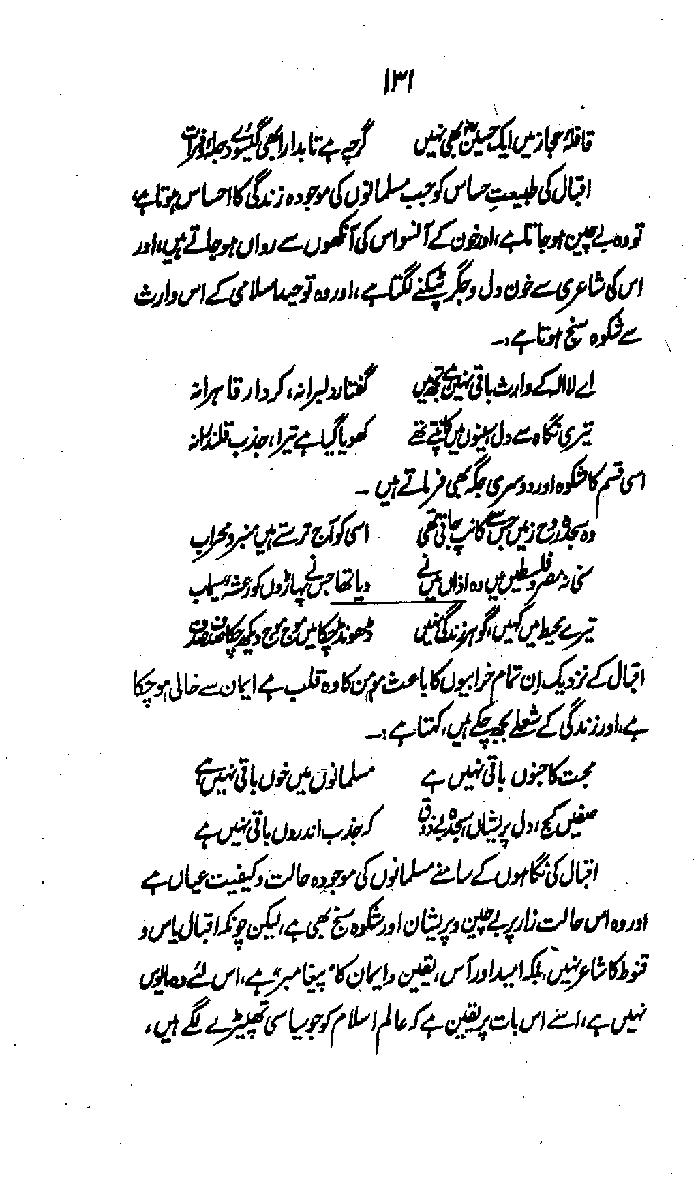 ۱۳۱
قافلۂ حجاز میں ایک حسینؓ بھی نہیں گرچہ ہے تابدار ابھی گیسوئے دجلہ و فرات
اقبال کی طبیعتِ حساس کو جب مسلمانوں کی موجودہ زندگی کا احساس ہوتا ہے،
تو وہ بے چین ہو جاتا ہے، اور خون کے آنسو اس کی آنکھوں سے رواں ہو جاتے ہیں، اور
اس کی شاعری سے خون دل و جگر ٹپکنے لگتا ہے، اور وہ توحید اسلامی کے اس وارث
سے شکوہ سنج ہوتا ہے:۔
اے لا الہ کے وارث باقی نہیں ہے تجھ میں گفتار دلبرانہ، کردار قاہرانہ
تیری نگاہ سے دل سینوں میں کانپتے تھے کھویا گیا ہے تیرا، جذب قلندرانہ
اسی قسم کا شکوہ اور دوسری جگہ بھی فرماتے ہیں ۔
وہ سجدہ روح زمیں جس سے کانپ جاتی تھی اسی کو آج ترستے ہیں منبر و محراب
سنی نہ مصر و فلسطیں میں وہ اذاں میں نے دیا تھا جس نے پہاڑوں کو رعشۂ سیماب
تیرے محیط میں کہیں، گوہر زندگی نہیں ڈھونڈ چکا میں موج موج دیکھ چکا صدف صدف
اقبال کے نزدیک ان تمام خرابیوں کا باعث مومن کا وہ قلب ہے ایمان سے خالی ہو چکا
ہے، اور زندگی کے شعلے بجھ چکے ہیں، کہتا ہے:۔
محبت کا جنوں باقی نہیں ہے مسلمانوں میں خوں باقی نہیں ہے
صفیں کج، دل پریشاں، سجدہ بے ذوق کہ جذب اندروں باقی نہیں ہے
اقبال کی نگاہوں کے سامنے مسلمانوں کی موجودہ حالت و کیفیت عیاں ہے
اور وہ اس حالت زار پر بے چین و پریشان اور شکوہ سنج بھی ہے، لیکن چونکہ اقبال یاس و
قنوط کا شاعر نہیں، بلکہ امید اور آس، یقین و ایمان کا "پیغامبر" ہے، اس لئے وہ مایوس
نہیں ہے، اسے اس بات پر یقین ہے کہ عالم اسلام کو جو سیاسی تھپیڑے لگے ہیں،